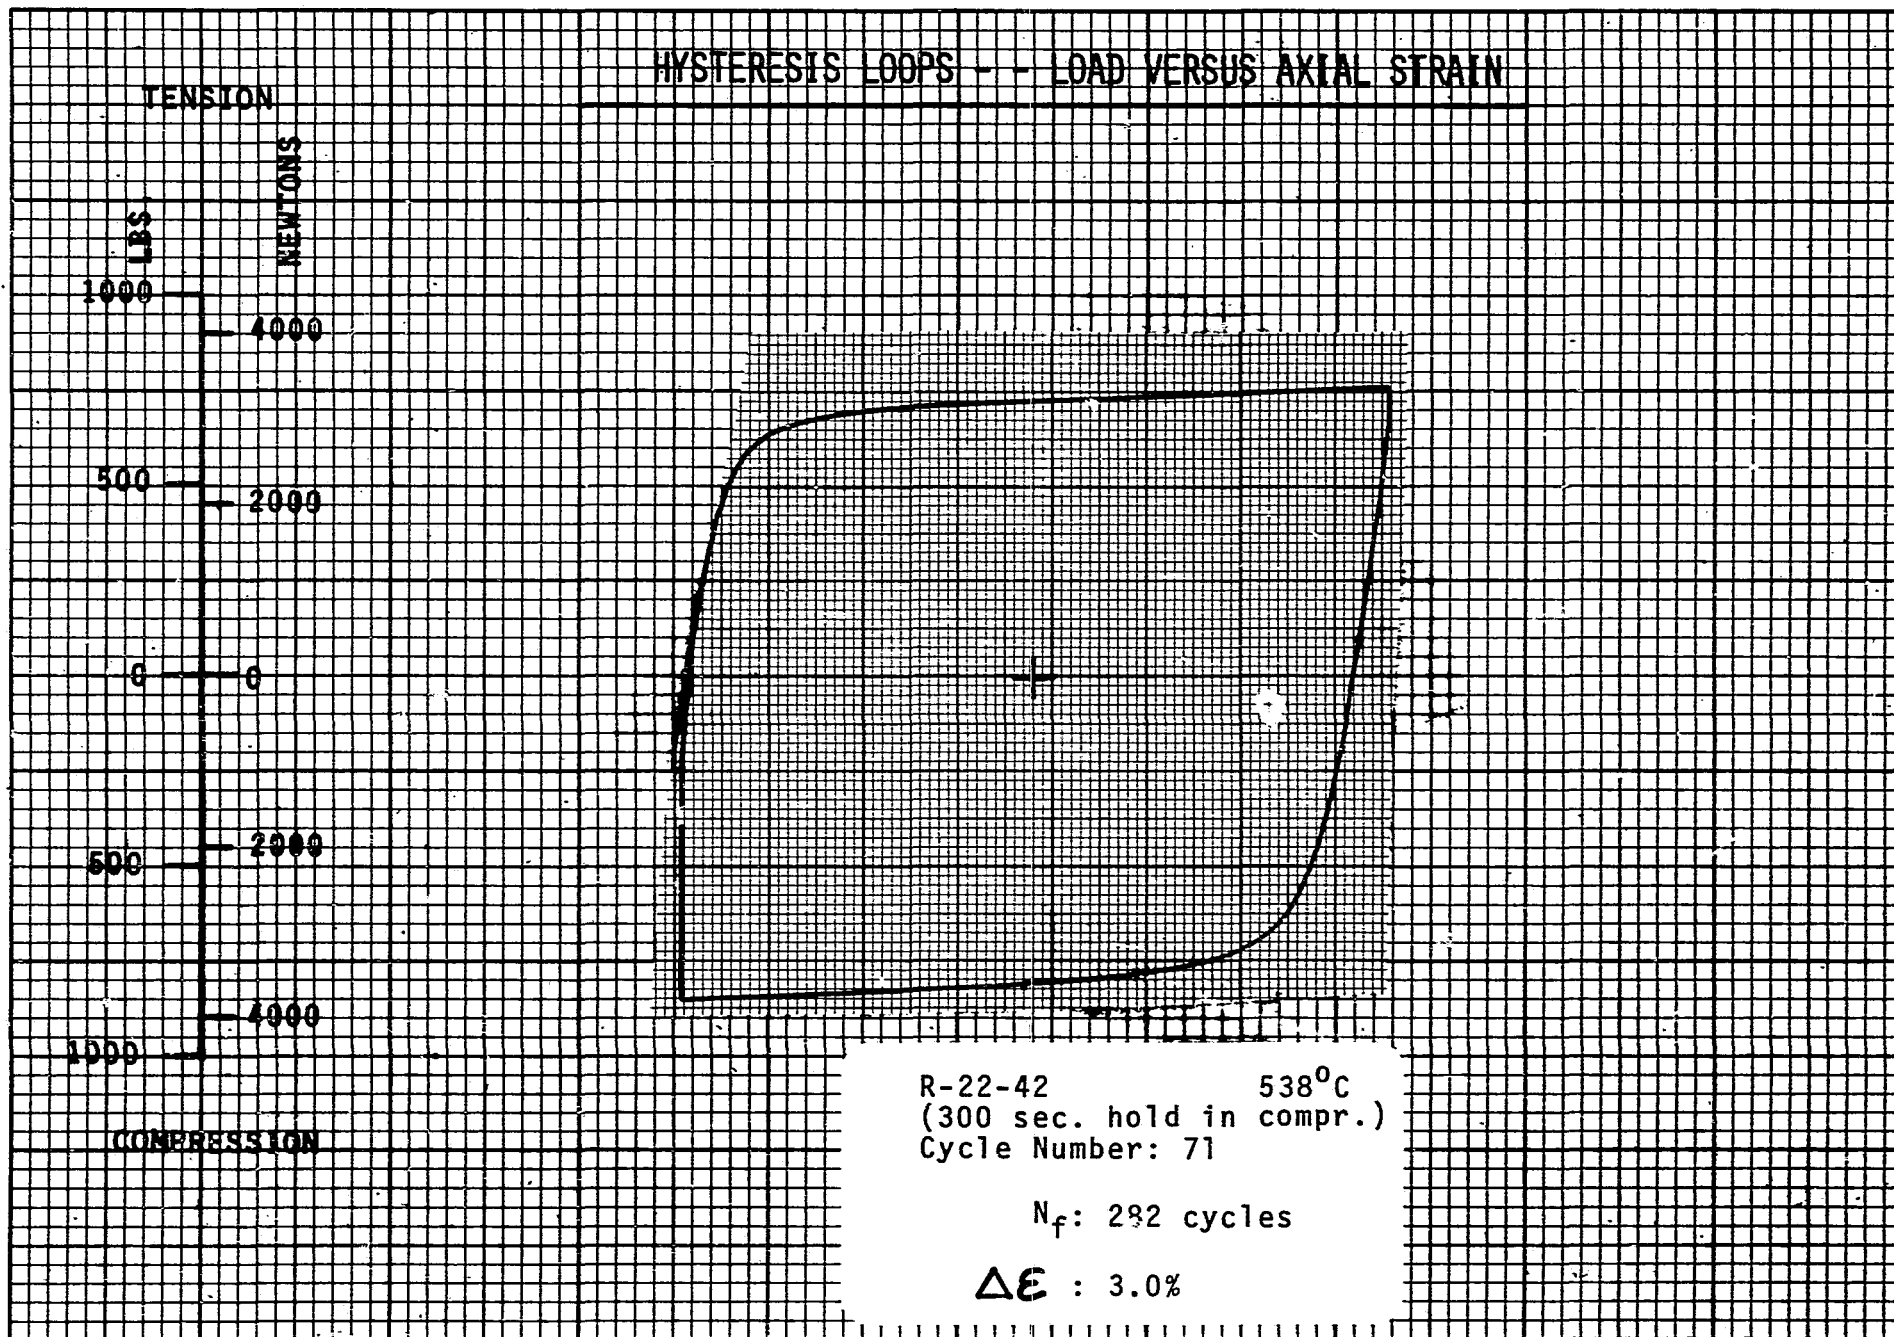 HYSTERESIS LOOPS - - LOAD VERSUS AXIAL STRAIN
TENSION
LBS.
NEWTONS
1000
4000
500
2000
0
0
2000
500
4000
1000
COMPRESSION
R-22-42 538°C
(300 sec. hold in compr.)
Cycle Number: 71
Nf: cycles
Δε : 3.0%